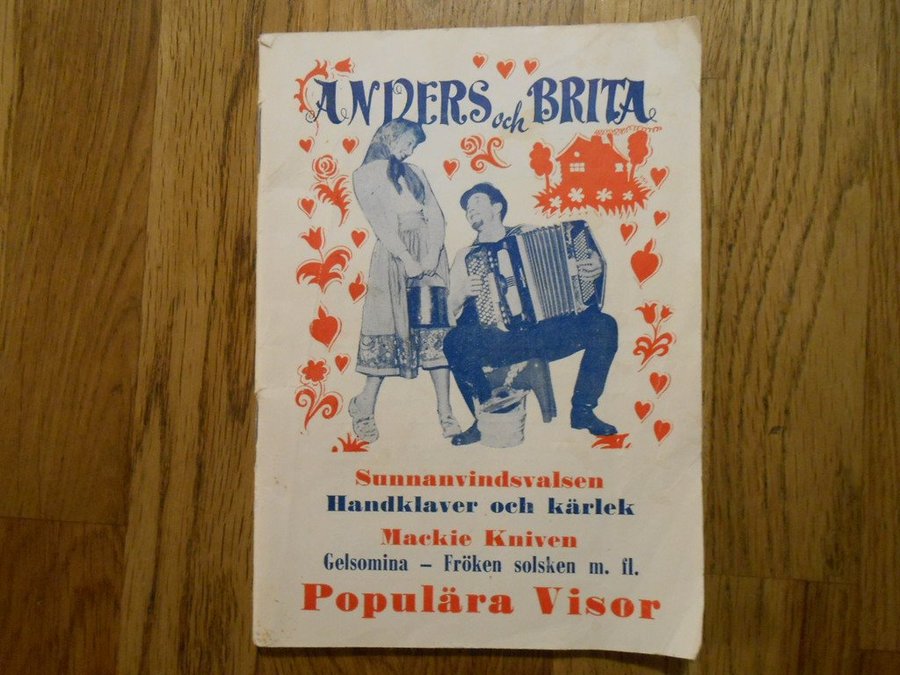 ANDERS och BRITA
Sunnanvindsvalsen
Handklaver och kärlek
Mackie Kniven
Gelsomina – Fröken solsken m. fl.
Populära Visor